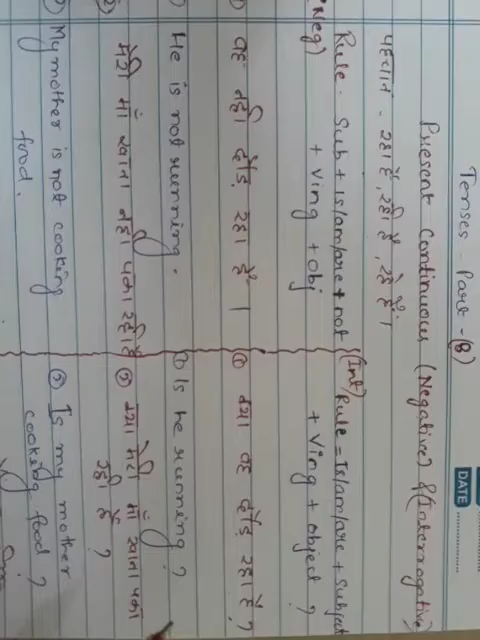 Tenses Part-(8)
DATE
Present Continuous (Negative) & (Interrogative)
पहचान - रहा है, रही है, रहे हैं।
(Neg) Rule - Sub + is/am/are + not
+ Ving + obj
① वह नही दौड़ रहा है।
He is not running.
② मेरी माँ खाना नही पका रही है
② My mother is not cooking
food.
(Int) Rule = Is/am/are + subject
+ Ving + object ?
① क्या वह दौड़ रहा है ?
① Is he running ?
② क्या मेरी माँ खाना पका
रही है ?
② Is my mother
cooking food ?